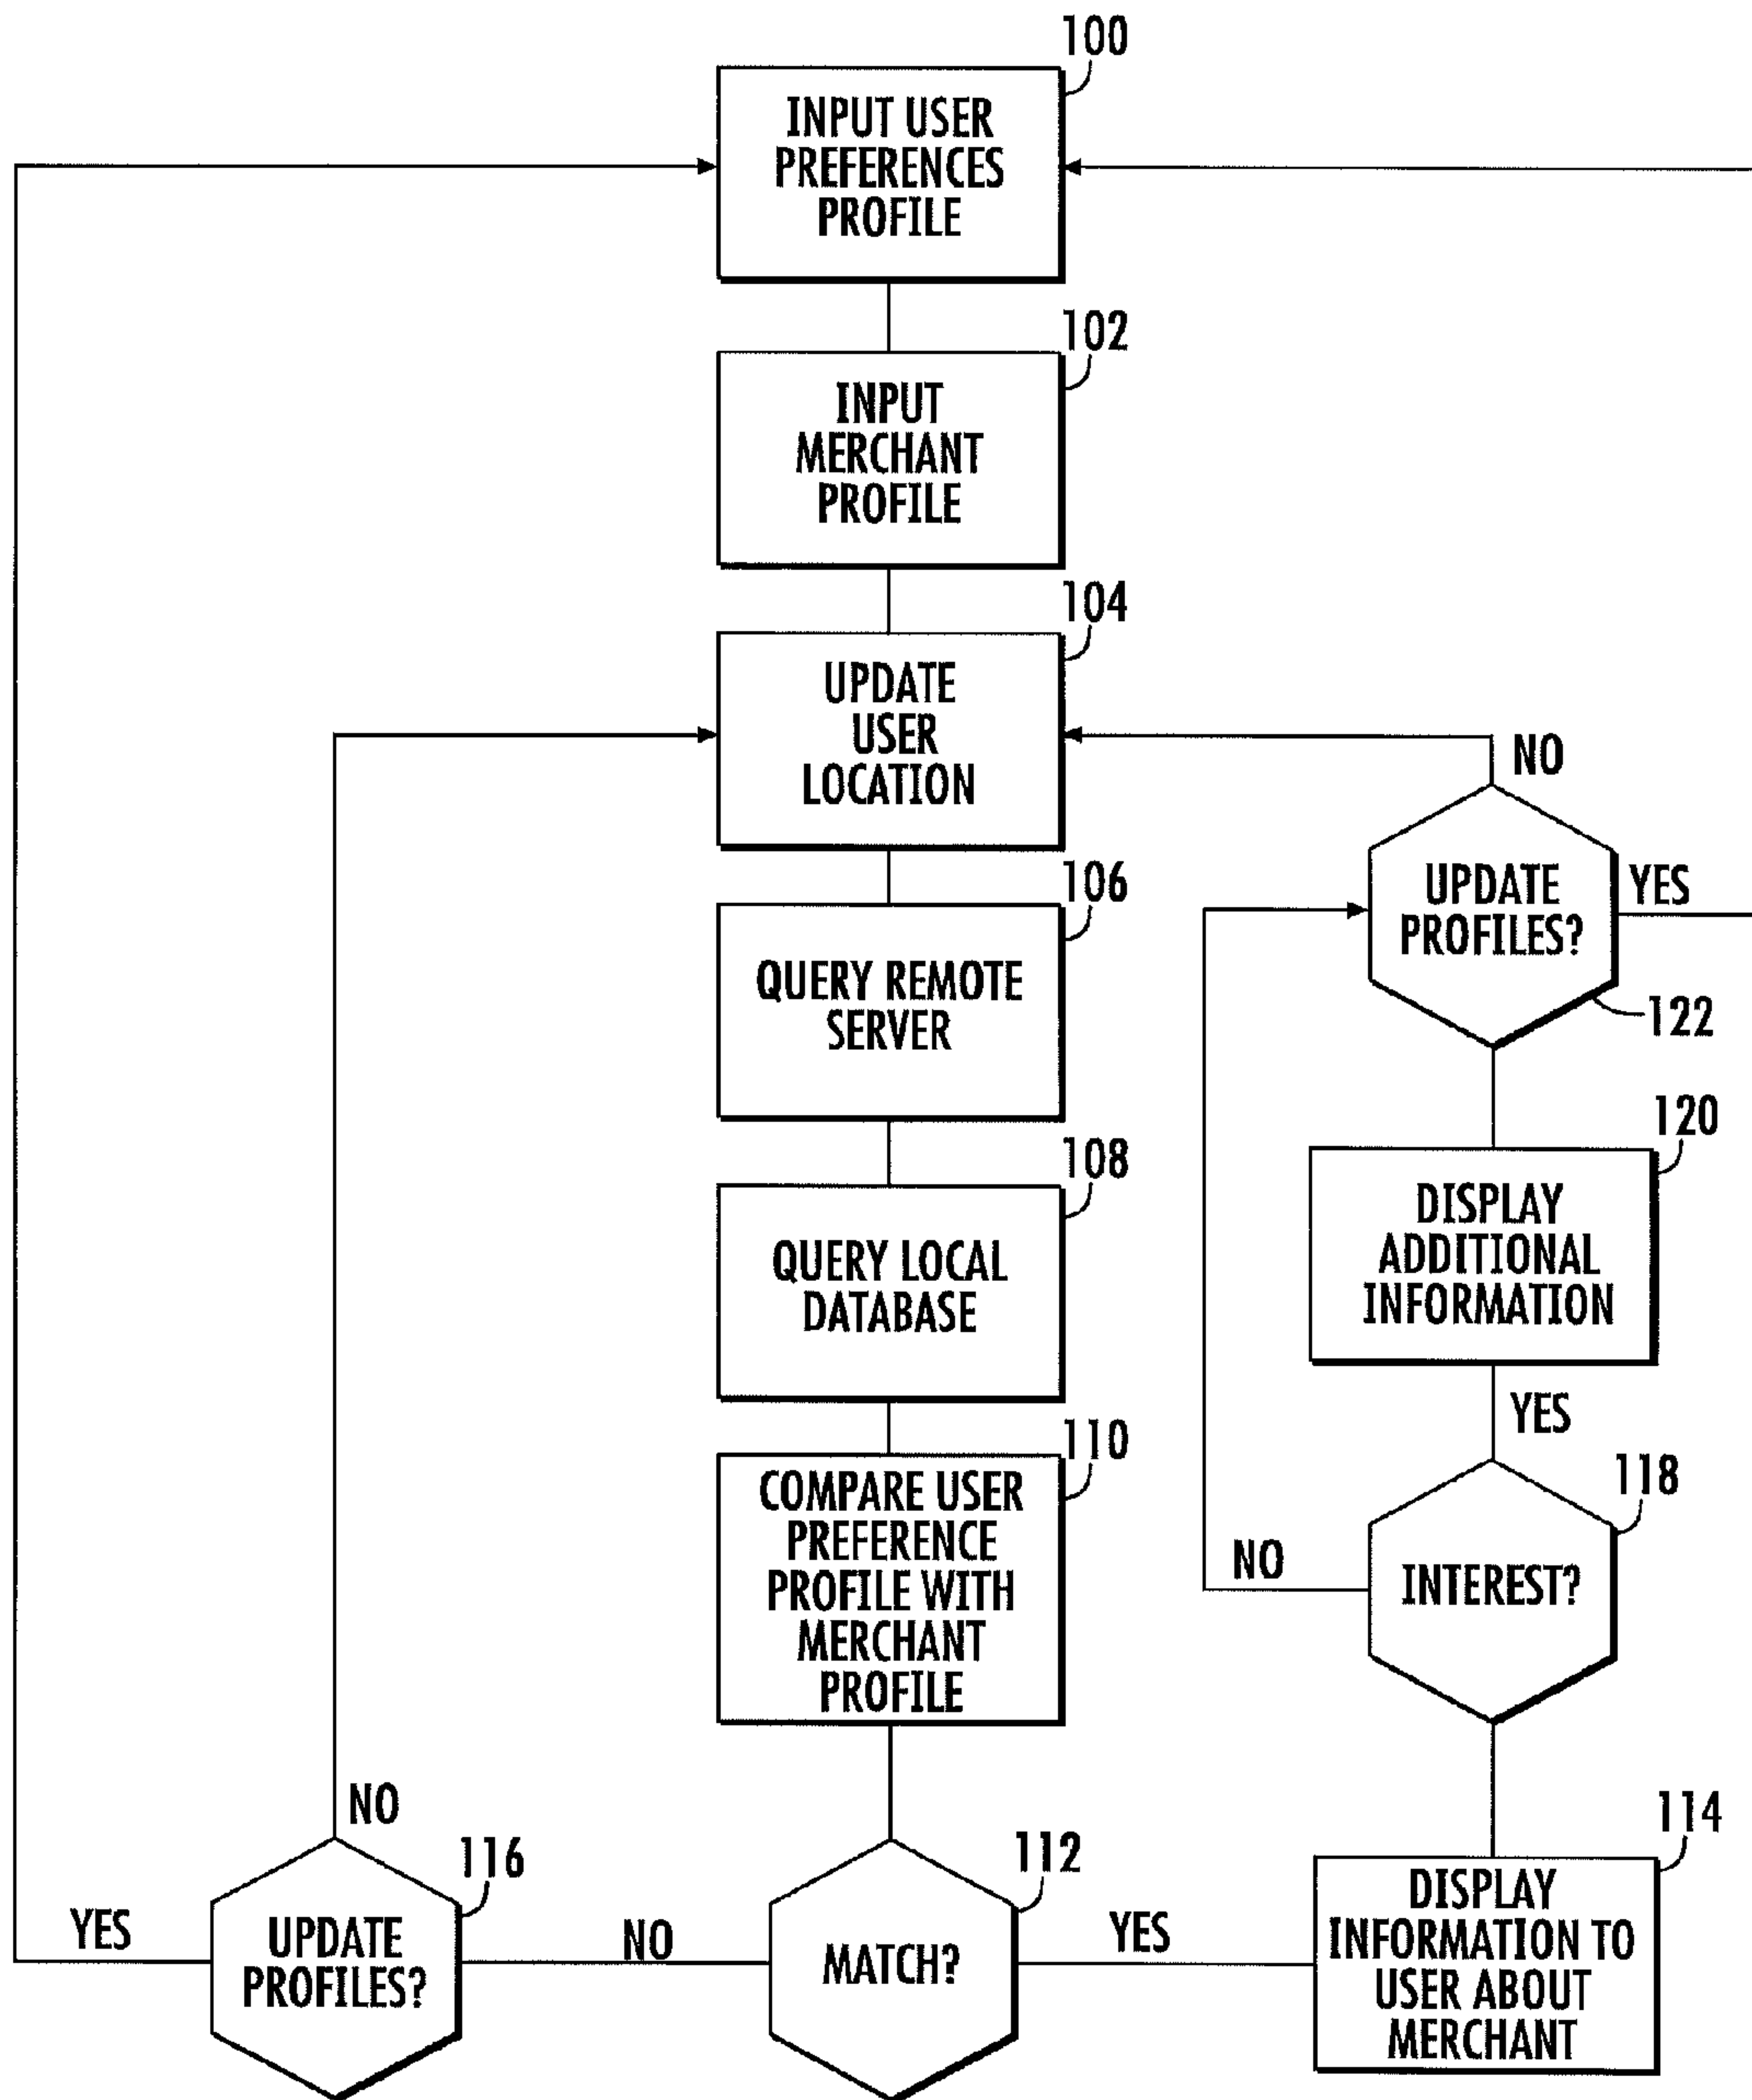 100
INPUT USER
PREFERENCES
PROFILE
102
INPUT
MERCHANT
PROFILE
104
UPDATE
USER
LOCATION
106
QUERY REMOTE
SERVER
108
QUERY LOCAL
DATABASE
110
COMPARE USER
PREFERENCE
PROFILE WITH
MERCHANT
PROFILE
112
MATCH?
NO
116
UPDATE
PROFILES?
YES
NO
YES
114
DISPLAY
INFORMATION TO
USER ABOUT
MERCHANT
118
INTEREST?
NO
YES
120
DISPLAY
ADDITIONAL
INFORMATION
122
UPDATE
PROFILES?
YES
NO